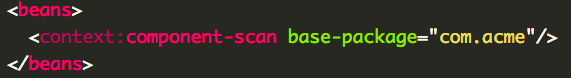 <beans>
<context:component-scan base-package="com.acme"/>
</beans>